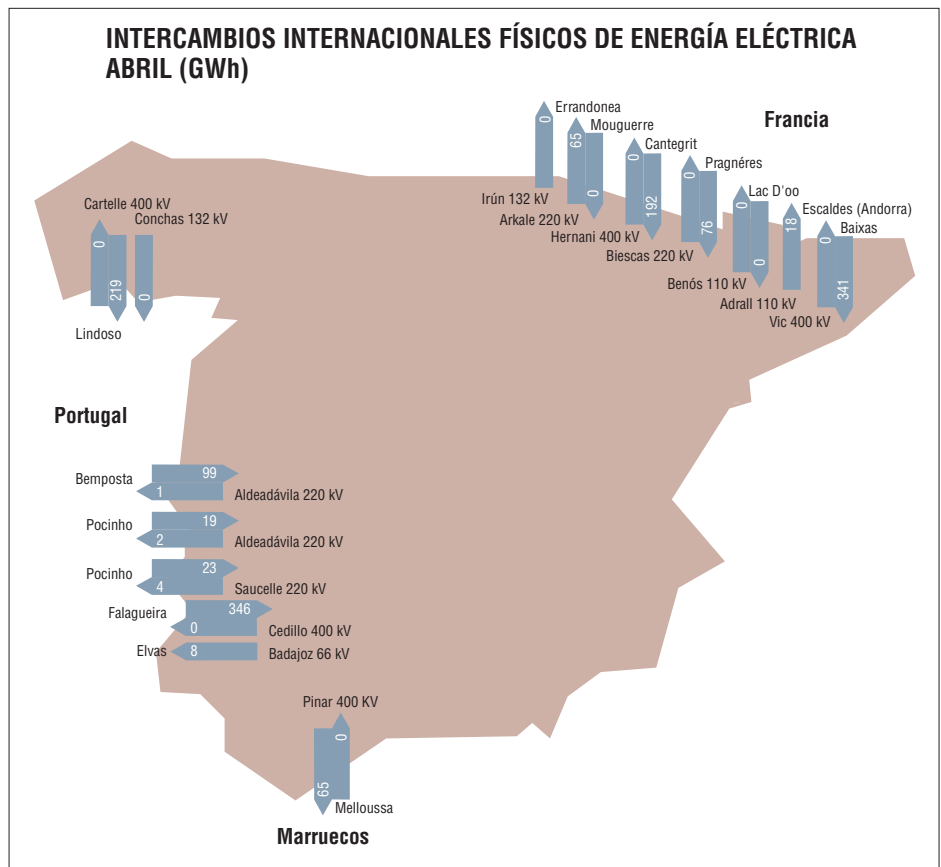 INTERCAMBIOS INTERNACIONALES FÍSICOS DE ENERGÍA ELÉCTRICA
ABRIL (GWh)
Francia
Errandonea
0
Irún 132 kV
Mouguerre
65
0
Arkale 220 kV
Cantegrit
0
192
Hernani 400 kV
Pragnéres
0
76
Biescas 220 kV
Lac D'oo
0
0
Benós 110 kV
Escaldes (Andorra)
18
Adrall 110 kV
Baixas
0
341
Vic 400 kV
Cartelle 400 kV
Conchas 132 kV
0
219
0
Lindoso
Portugal
Bemposta
99
1
Aldeadávila 220 kV
Pocinho
19
2
Aldeadávila 220 kV
Pocinho
23
4
Saucelle 220 kV
Falagueira
346
0
Cedillo 400 kV
Elvas
8
Badajoz 66 kV
Pinar 400 KV
0
65
Melloussa
Marruecos